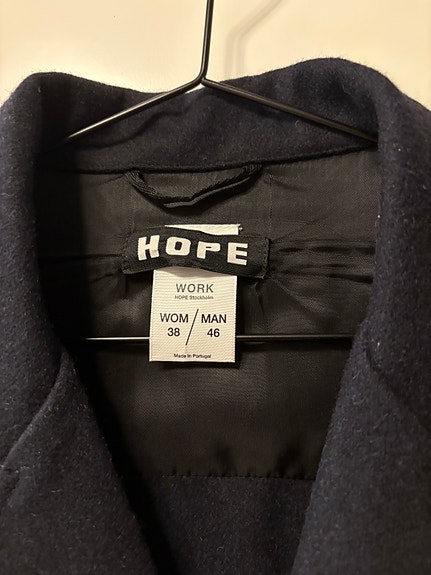 HOPE
WORK
HOPE Stockholm
WOM / MAN
38 46
Made in Portugal